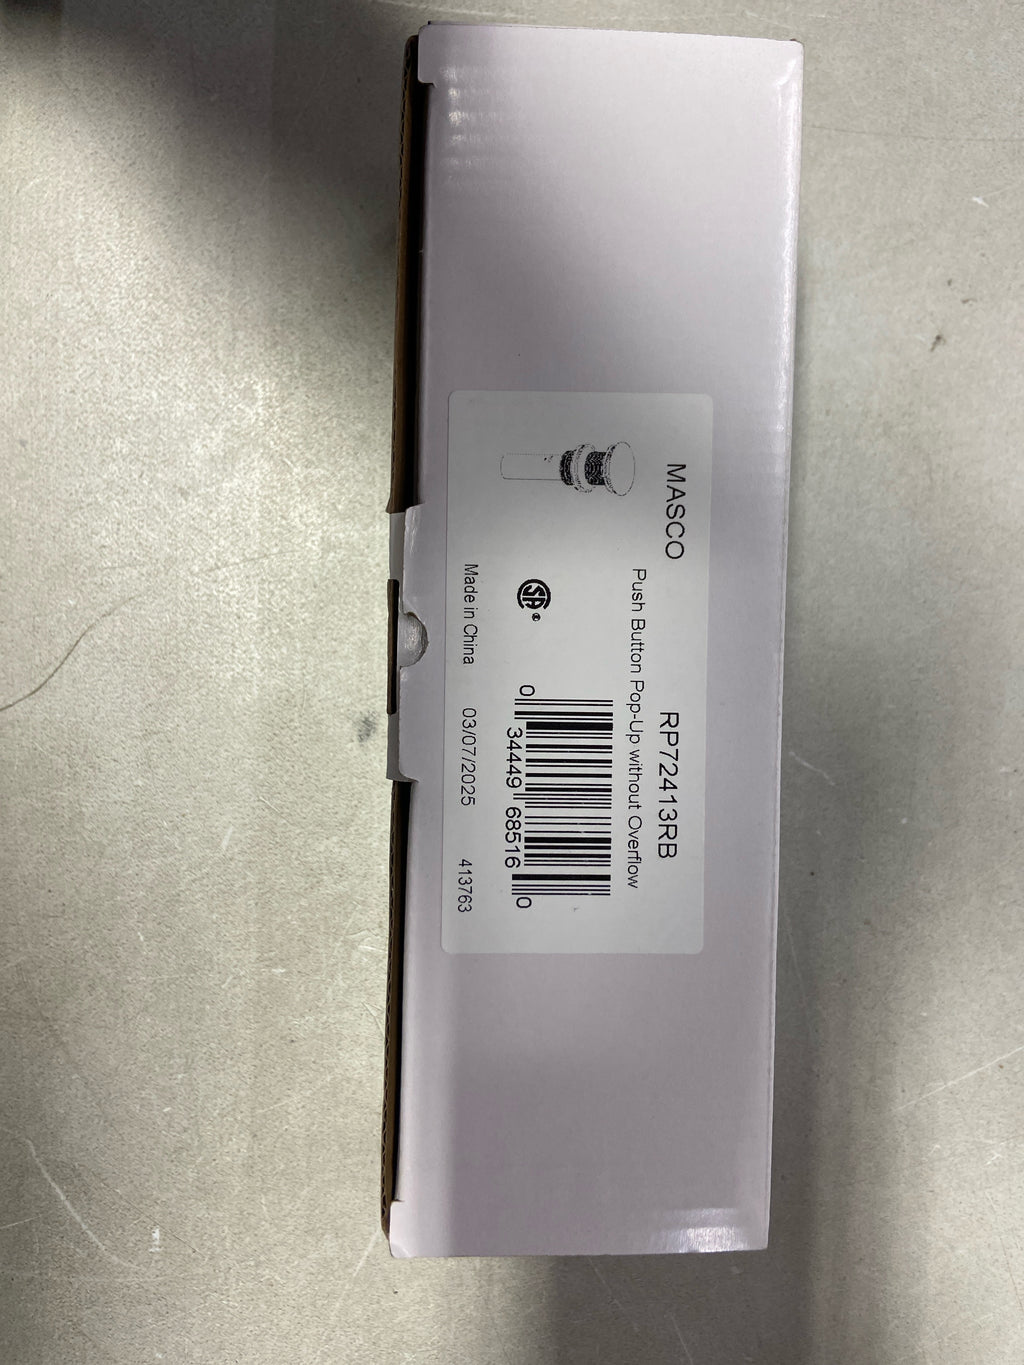 MASCO RP72413RB
Push Button Pop-Up without Overflow
0 34449 68516 0
Made in China 03/07/2025 413763